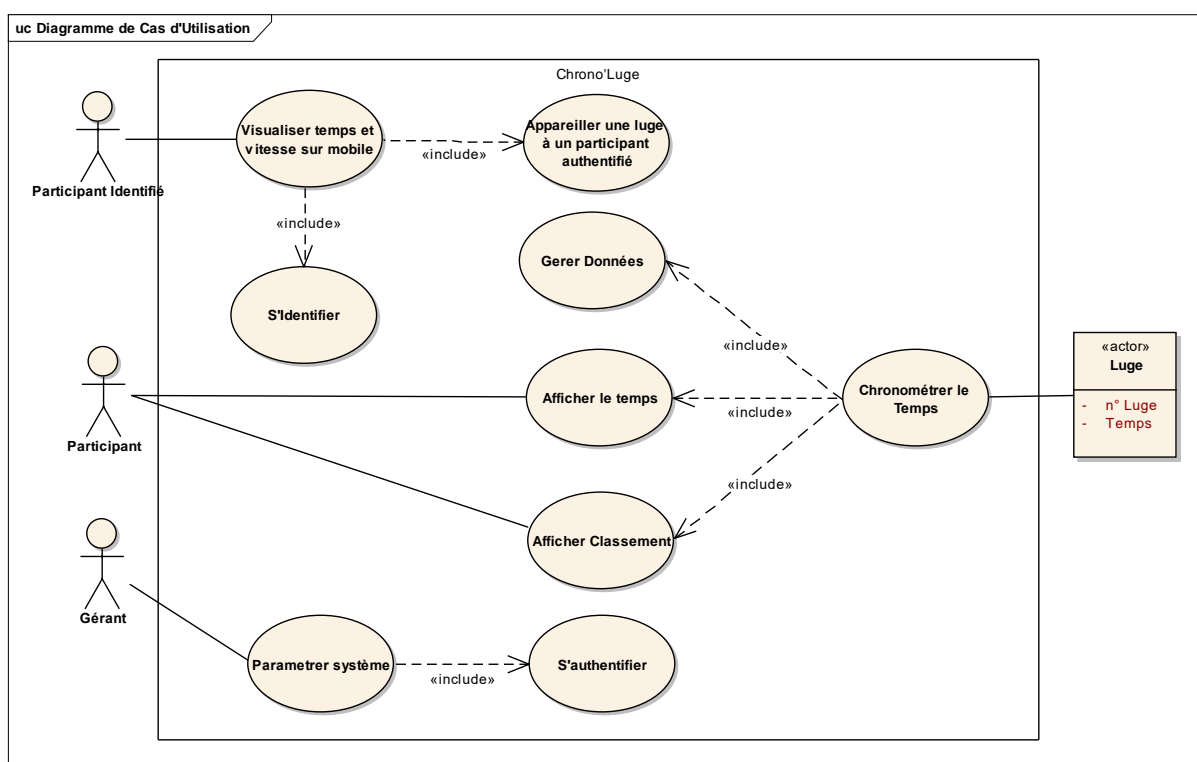 uc Diagramme de Cas d'Utilisation
Chrono'Luge
Participant Identifié
Visualiser temps et
vitesse sur mobile
«include»
Appareiller une luge
à un participant
authentifié
«include»
S'Identifier
Gerer Données
«include»
Participant
Afficher le temps
«include»
Chronométrer le
Temps
«actor»
Luge
- n° Luge
- Temps
«include»
Afficher Classement
Gérant
Parametrer système
«include»
S'authentifier